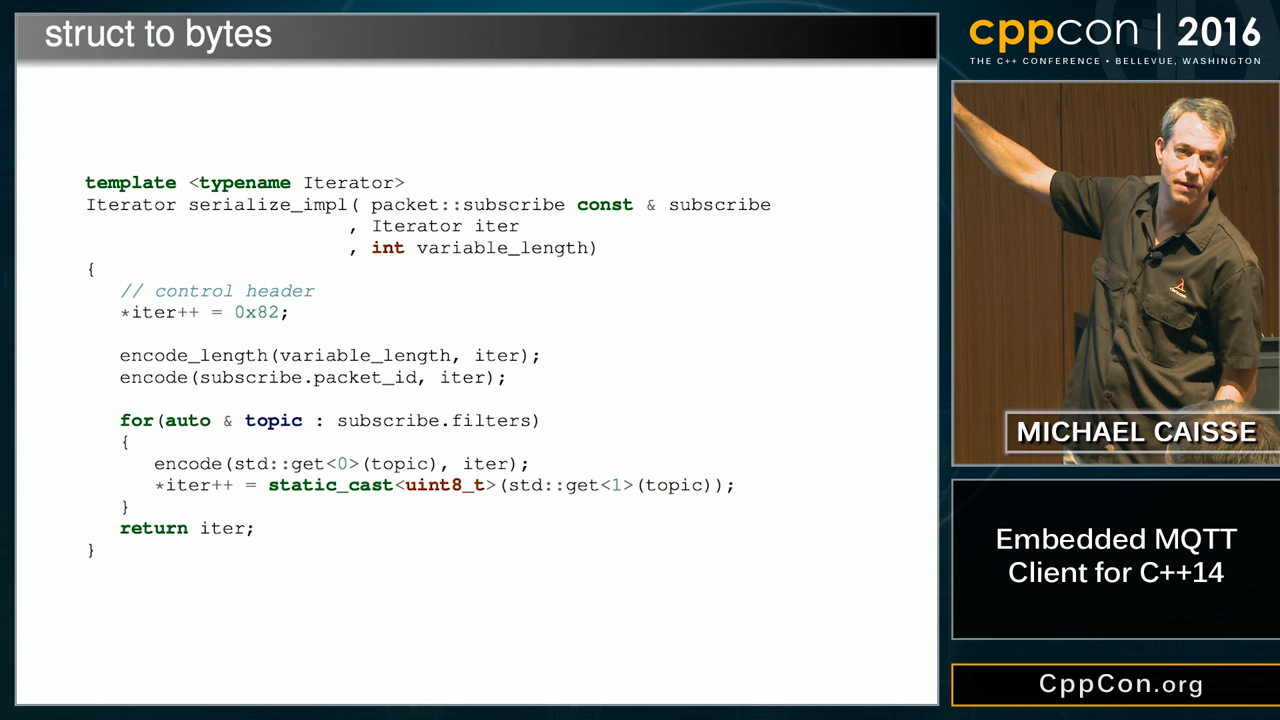 struct to bytes
template <typename Iterator>
Iterator serialize_impl( packet::subscribe const & subscribe
, Iterator iter
, int variable_length)
{
// control header
*iter++ = 0x82;
encode_length(variable_length, iter);
encode(subscribe.packet_id, iter);
for(auto & topic : subscribe.filters)
{
encode(std::get<0>(topic), iter);
*iter++ = static_cast<uint8_t>(std::get<1>(topic));
}
return iter;
}
cppcon | 2016
THE C++ CONFERENCE • BELLEVUE, WASHINGTON
MICHAEL CAISSE
Embedded MQTT
Client for C++14
CppCon.org